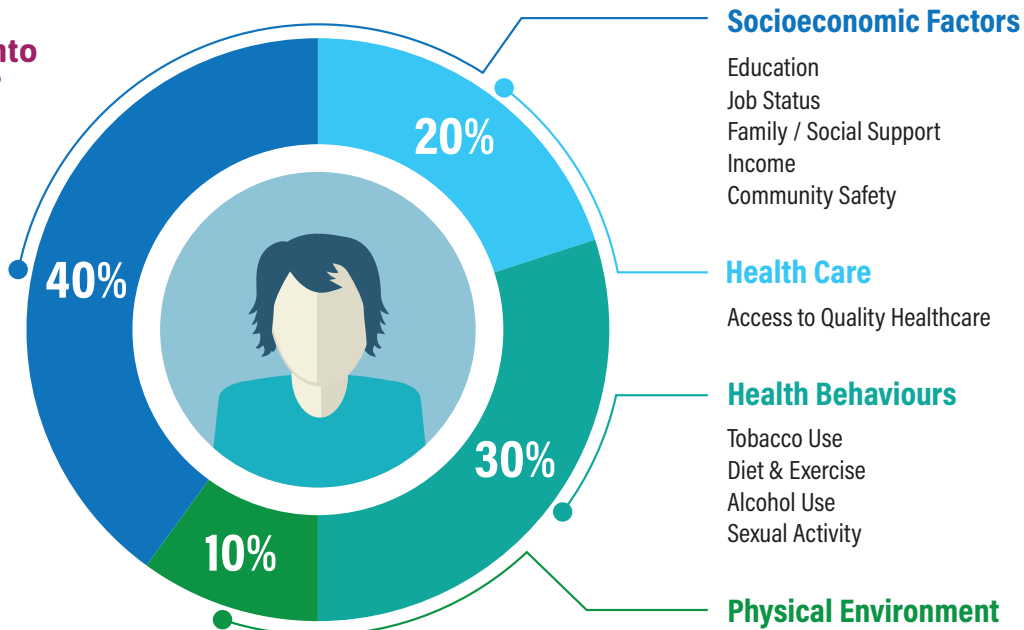 Socioeconomic Factors
Education
Job Status
Family / Social Support
Income
Community Safety
Health Care
Access to Quality Healthcare
Health Behaviours
Tobacco Use
Diet & Exercise
Alcohol Use
Sexual Activity
Physical Environment
20%
40%
30%
10%